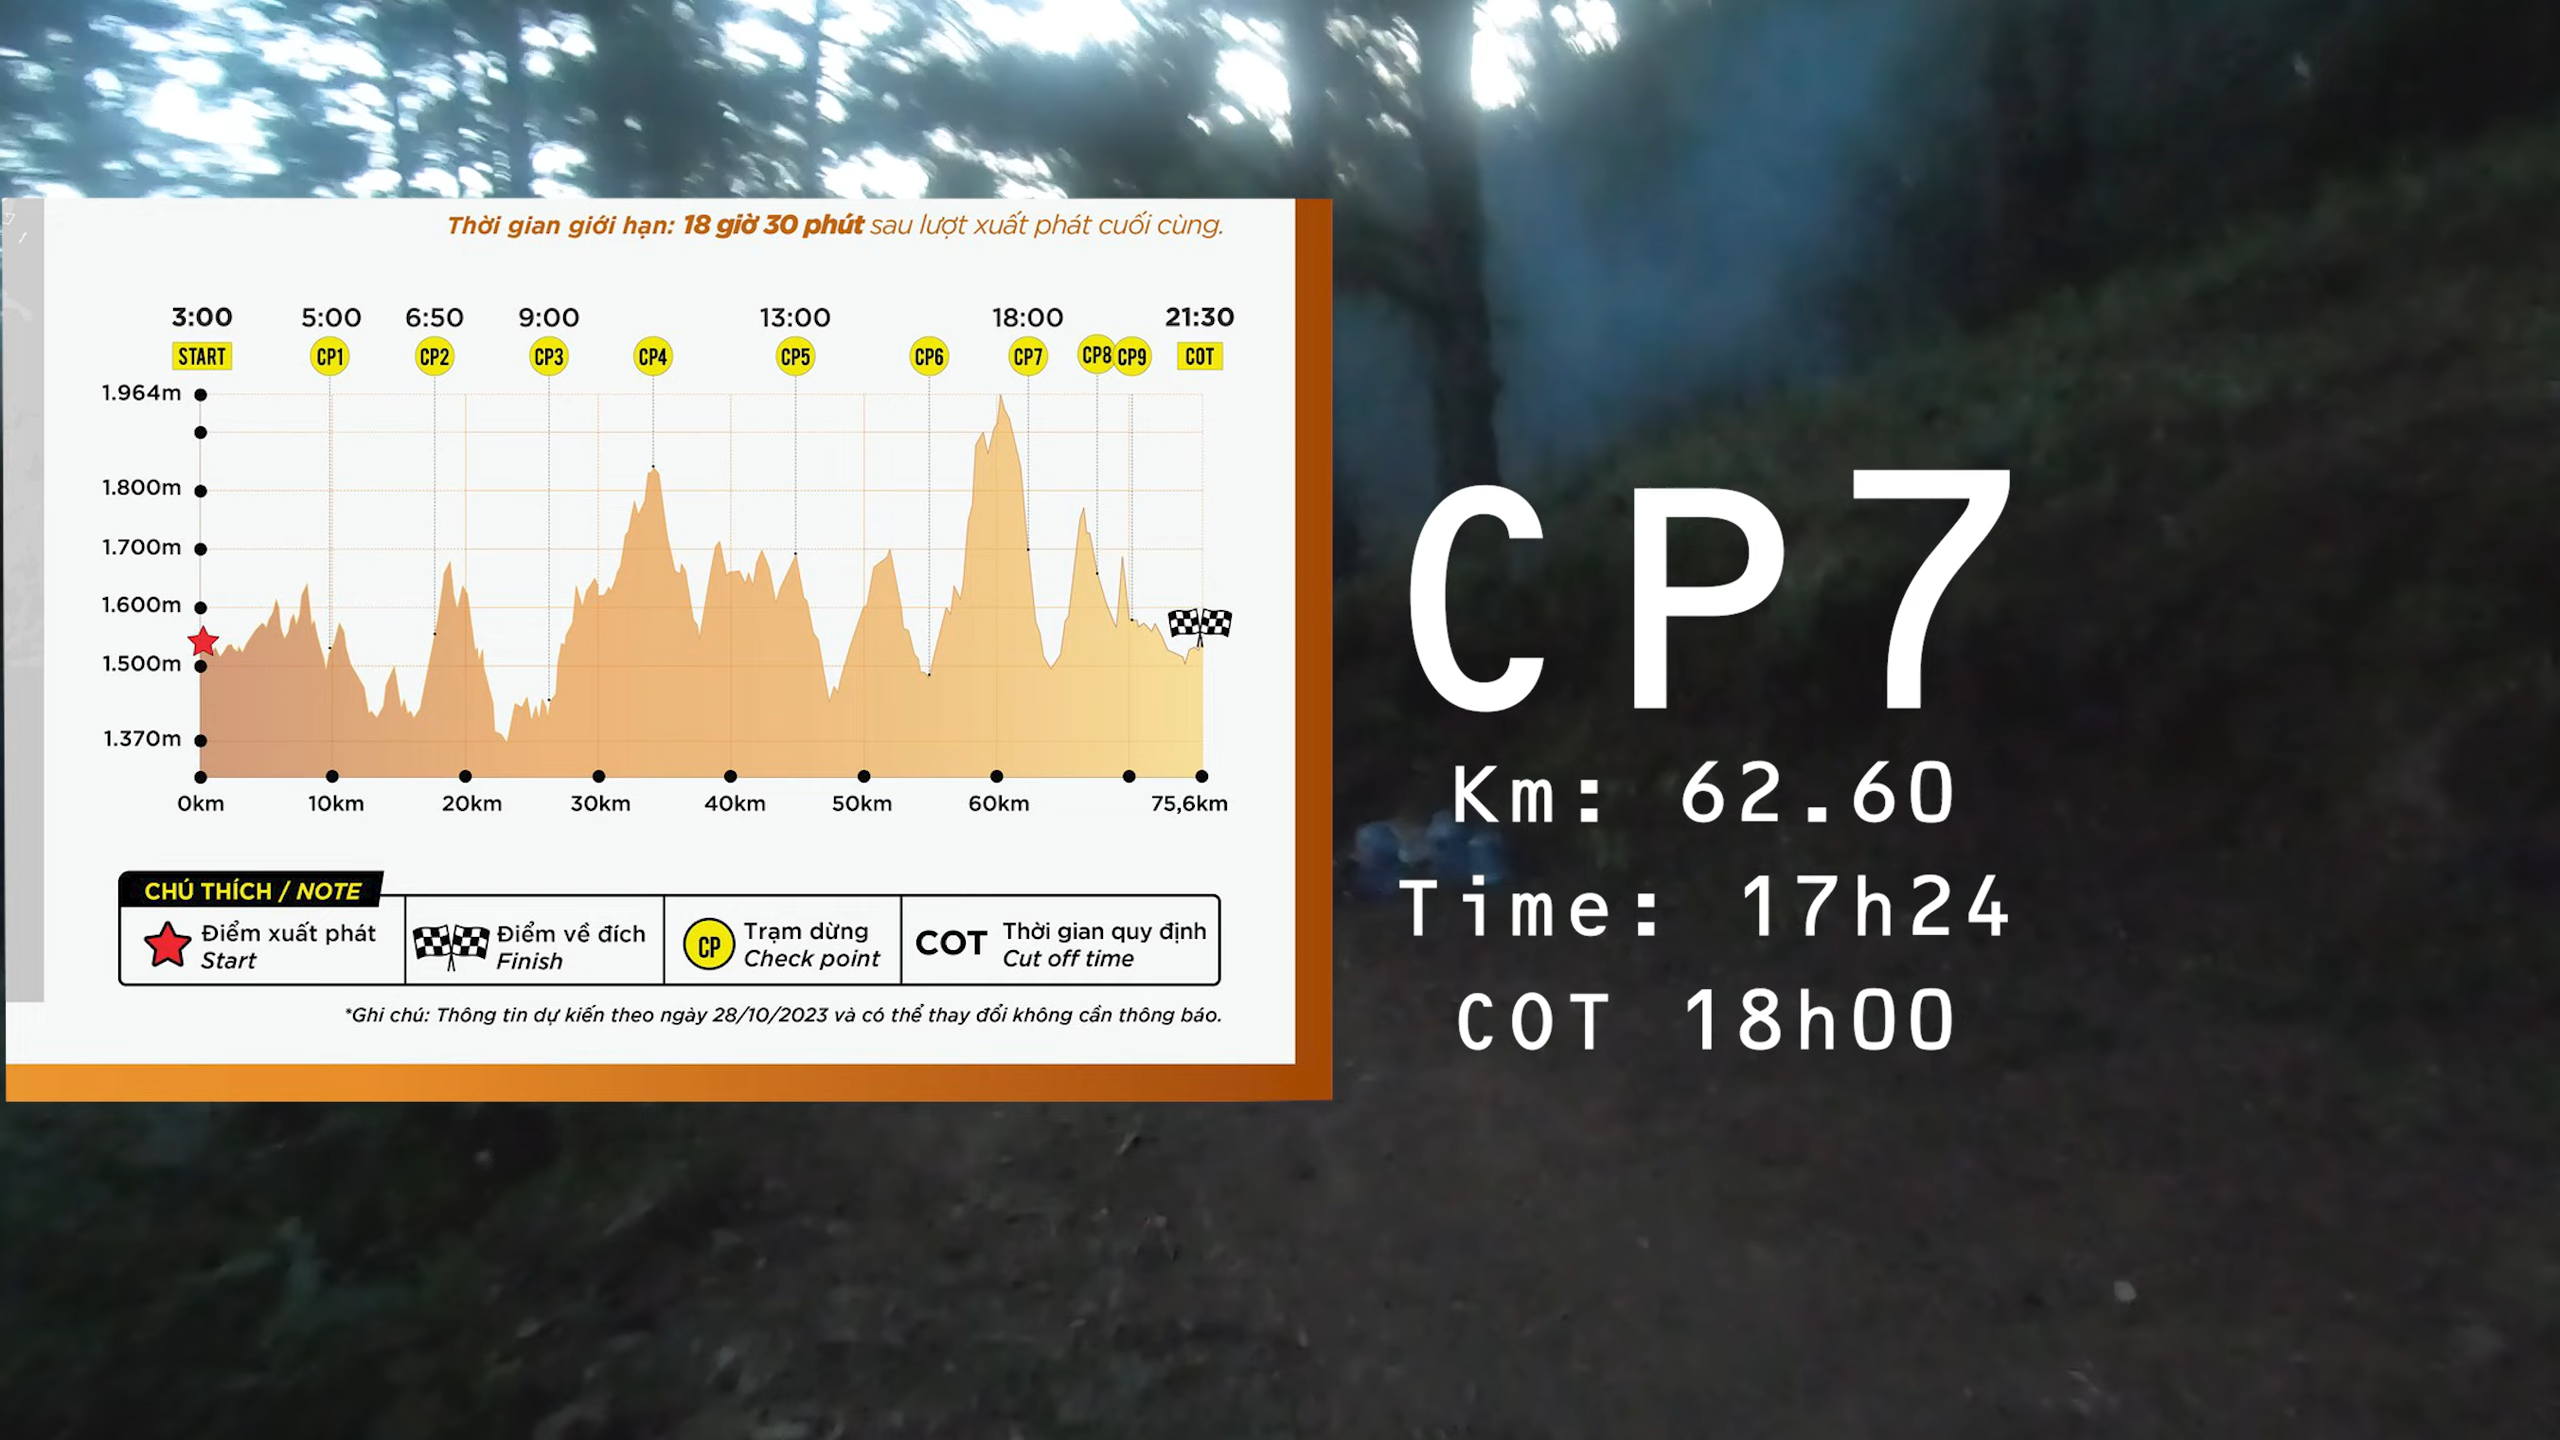 Thời gian giới hạn: 18 giờ 30 phút sau lượt xuất phát cuối cùng.
3:00 5:00 6:50 9:00 13:00 18:00 21:30
START CP1 CP2 CP3 CP4 CP5 CP6 CP7 CP8 CP9 COT
1.964m
1.800m
1.700m
1.600m
1.500m
1.370m
0km 10km 20km 30km 40km 50km 60km 75,6km
CHÚ THÍCH / NOTE
Điểm xuất phát
Start
Điểm về đích
Finish
CP
Trạm dừng
Check point
COT
Thời gian quy định
Cut off time
*Ghi chú: Thông tin dự kiến theo ngày 28/10/2023 và có thể thay đổi không cần thông báo.
CP7
Km: 62.60
Time: 17h24
COT 18h00